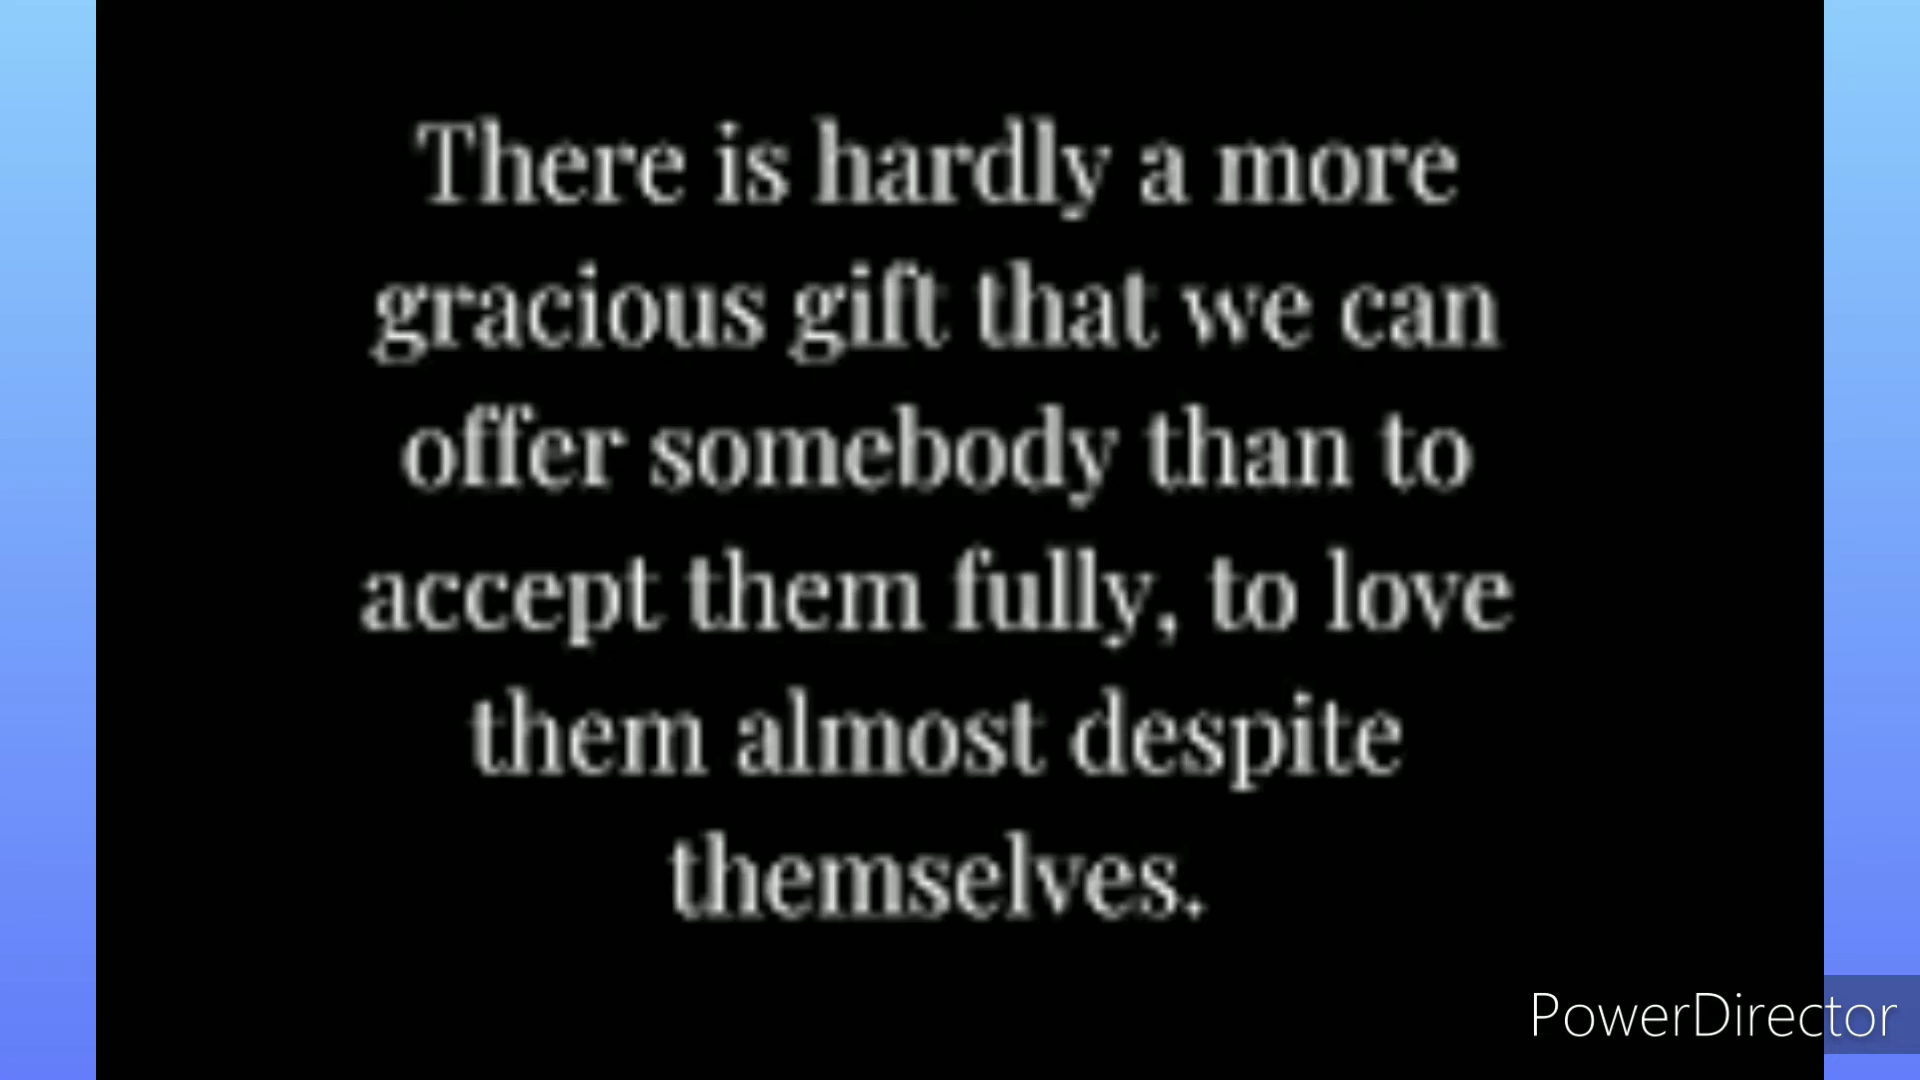 There is hardly a more
gracious gift that we can
offer somebody than to
accept them fully, to love
them almost despite
themselves.
PowerDirector